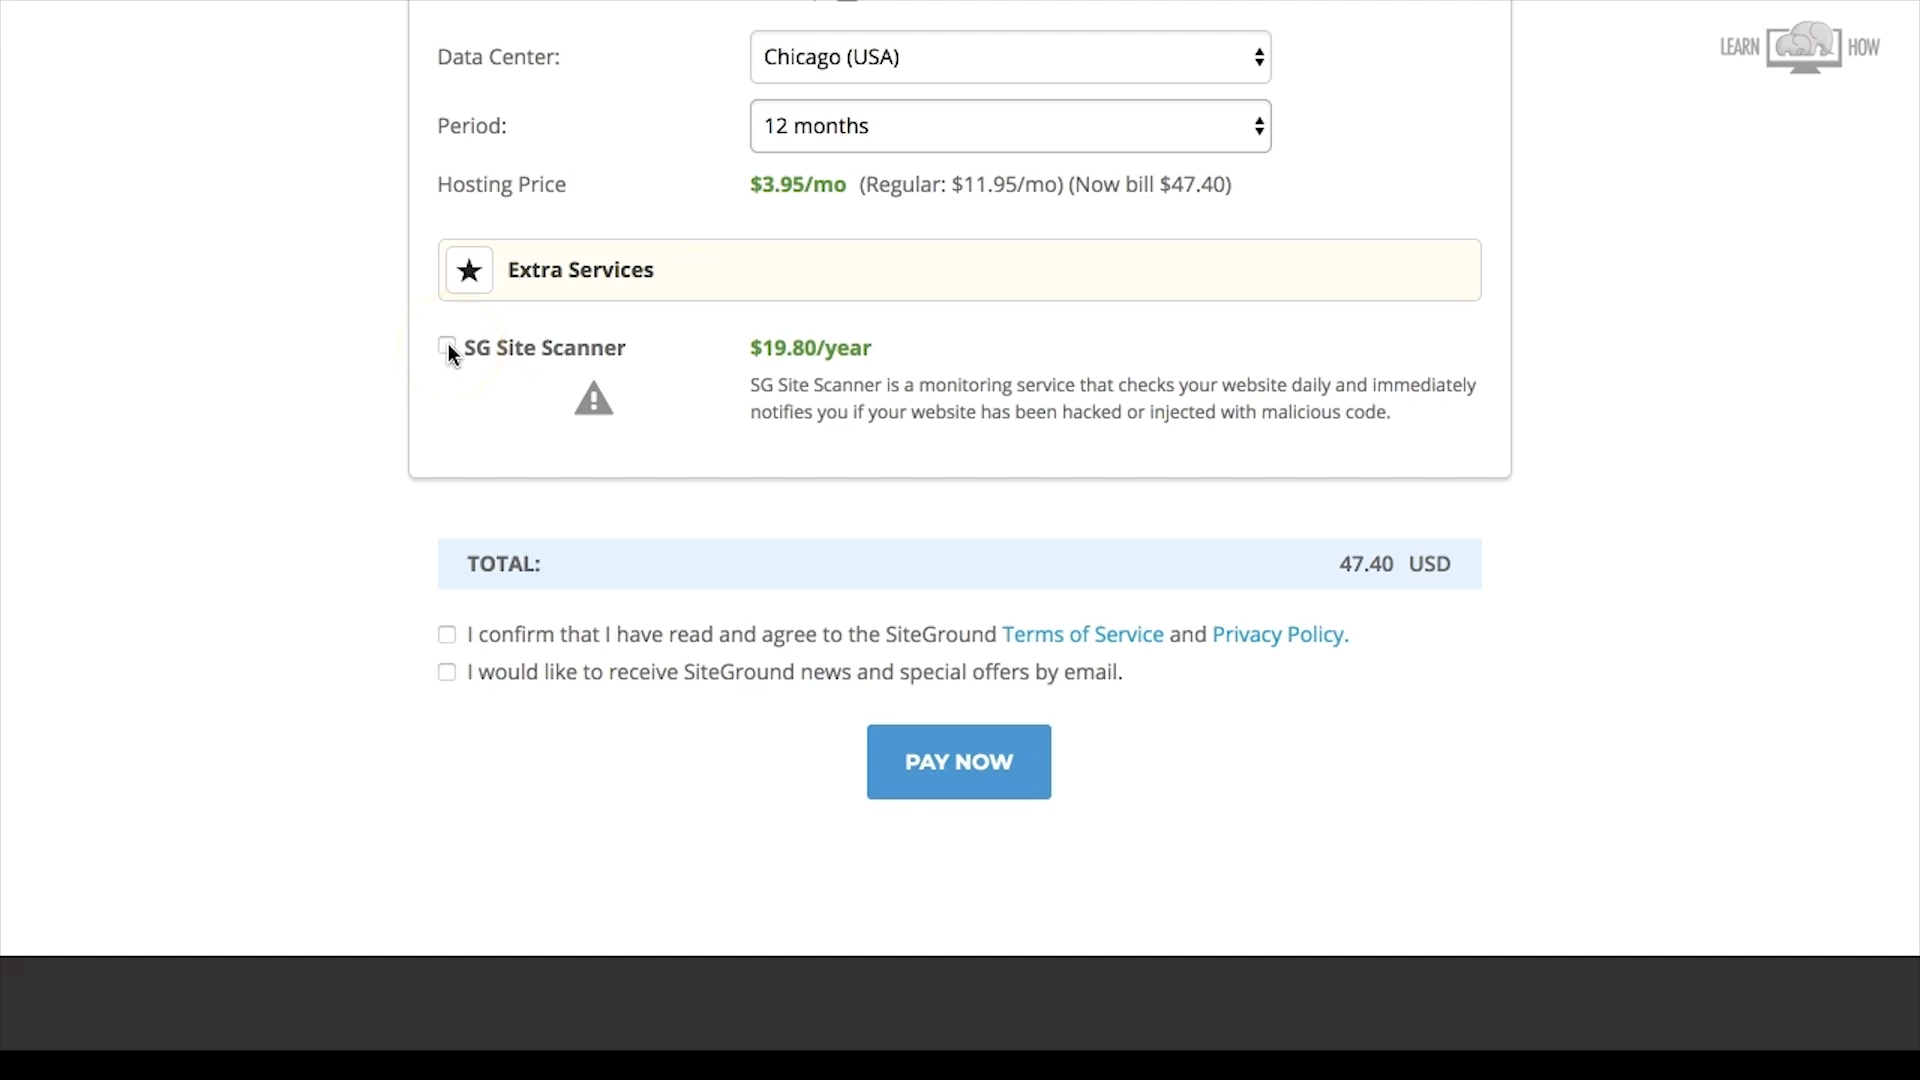 LEARN HOW
Data Center: Chicago (USA)
Period: 12 months
Hosting Price $3.95/mo (Regular: $11.95/mo) (Now bill $47.40)
Extra Services
SG Site Scanner $19.80/year
SG Site Scanner is a monitoring service that checks your website daily and immediately
notifies you if your website has been hacked or injected with malicious code.
TOTAL: 47.40 USD
I confirm that I have read and agree to the SiteGround Terms of Service and Privacy Policy.
I would like to receive SiteGround news and special offers by email.
PAY NOW